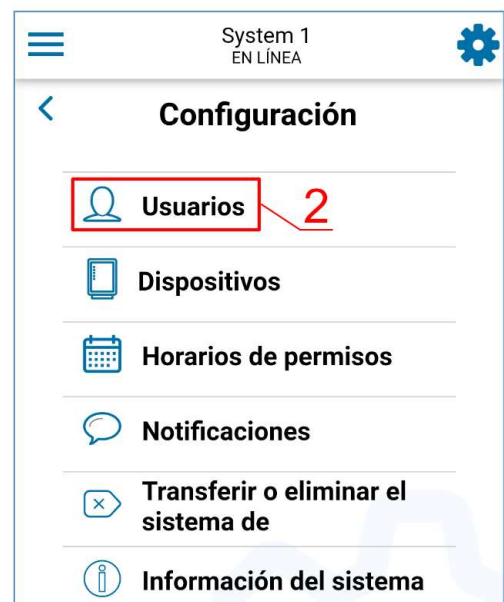 System 1
EN LÍNEA
Configuración
Usuarios 2
Dispositivos
Horarios de permisos
Notificaciones
Transferir o eliminar el
sistema de
Información del sistema